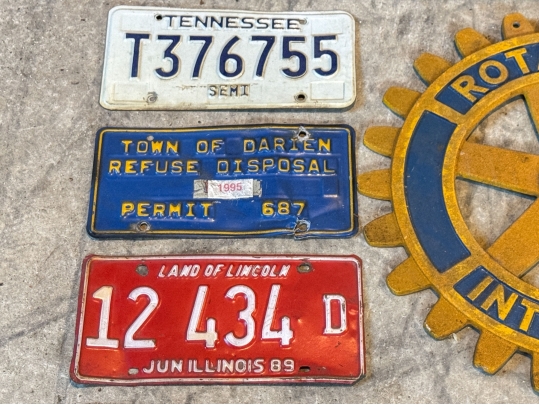 TENNESSEE
T376755
SEMI
TOWN OF DARIEN
REFUSE DISPOSAL
1995
PERMIT 687
LAND OF LINCOLN
12 434 D
JUN ILLINOIS 89
ROTA
INTE